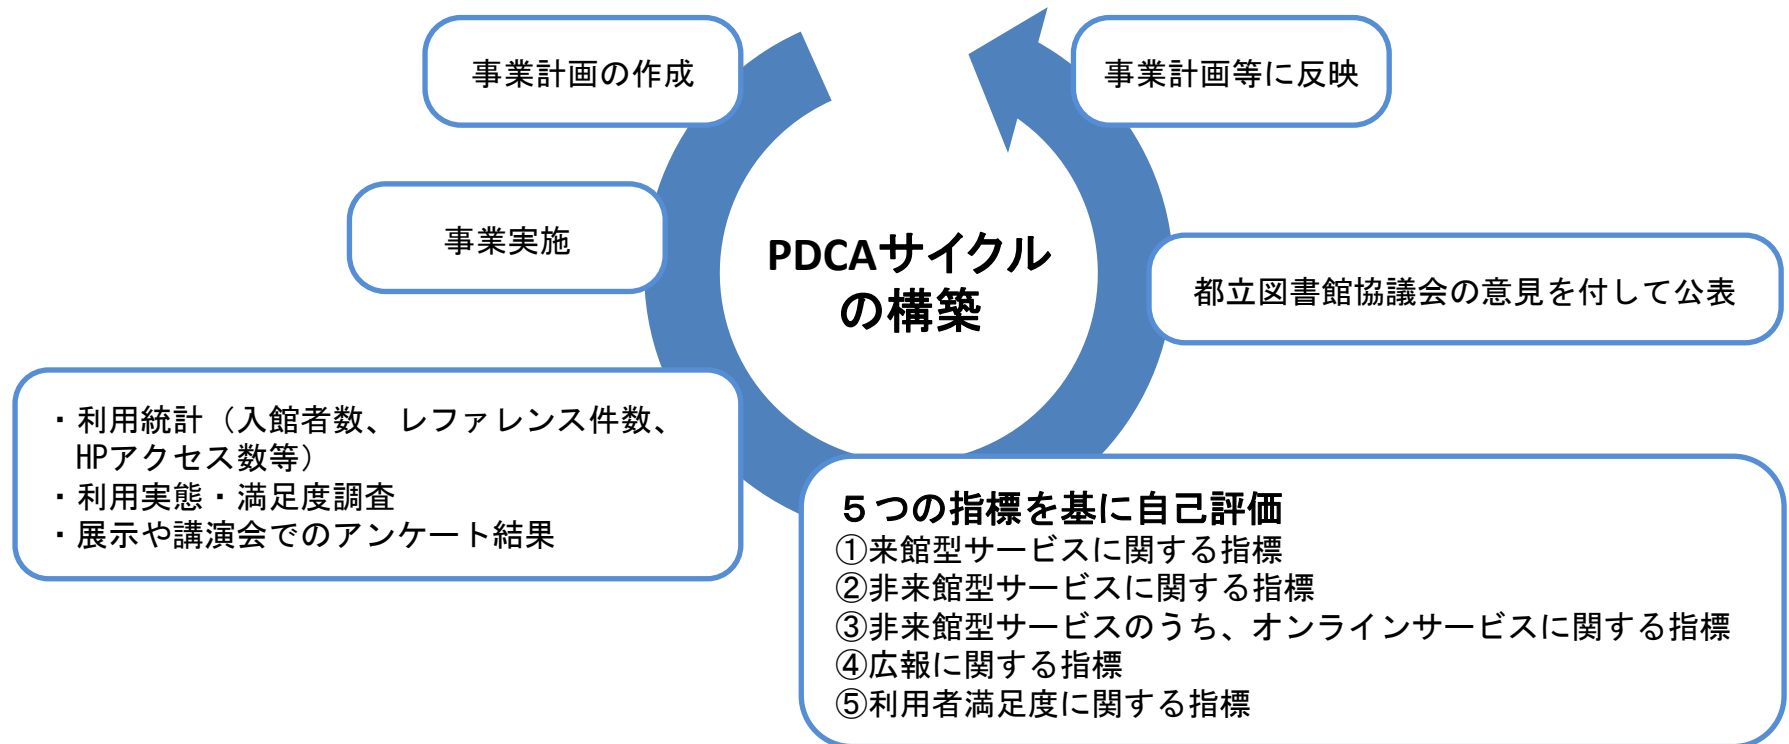 事業計画の作成
事業計画等に反映
事業実施
PDCAサイクル
の構築
都立図書館協議会の意見を付して公表
・利用統計（入館者数、レファレンス件数、
HPアクセス数等）
・利用実態・満足度調査
・展示や講演会でのアンケート結果
５つの指標を基に自己評価
①来館型サービスに関する指標
②非来館型サービスに関する指標
③非来館型サービスのうち、オンラインサービスに関する指標
④広報に関する指標
⑤利用者満足度に関する指標